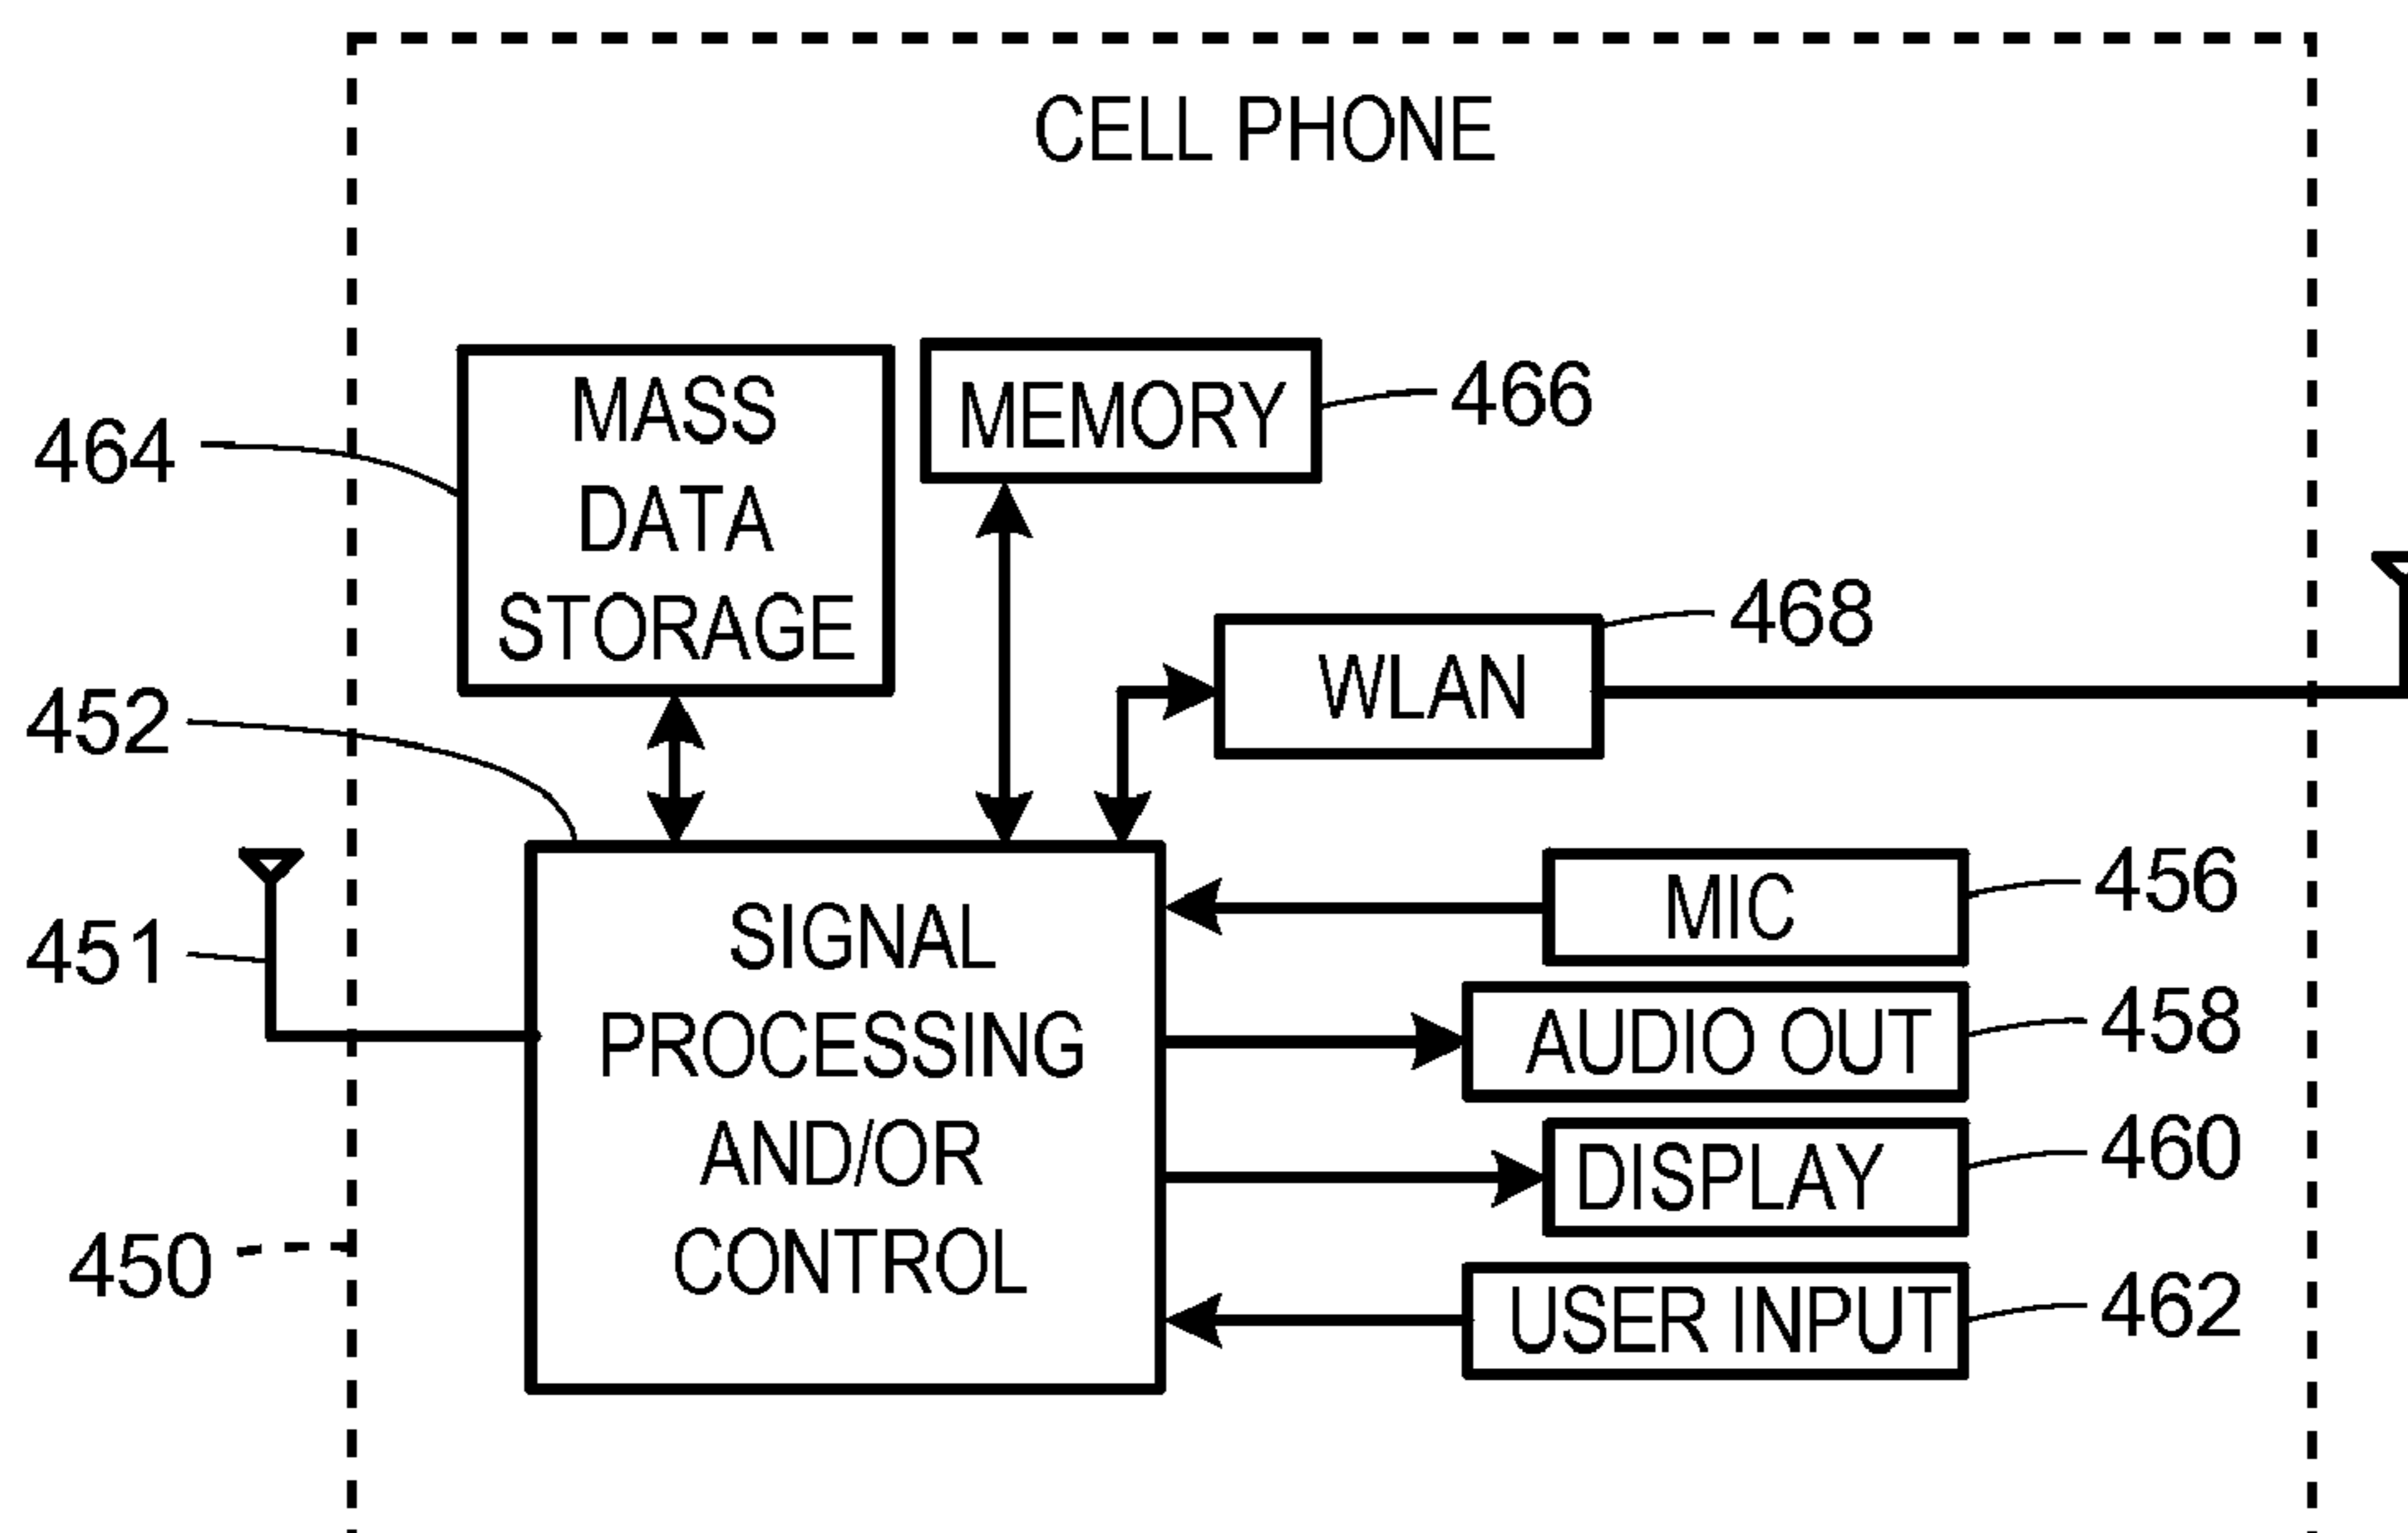 CELL PHONE
MASS
DATA
STORAGE
464
MEMORY
466
WLAN
468
452
451
450
SIGNAL
PROCESSING
AND/OR
CONTROL
MIC
456
AUDIO OUT
458
DISPLAY
460
USER INPUT
462